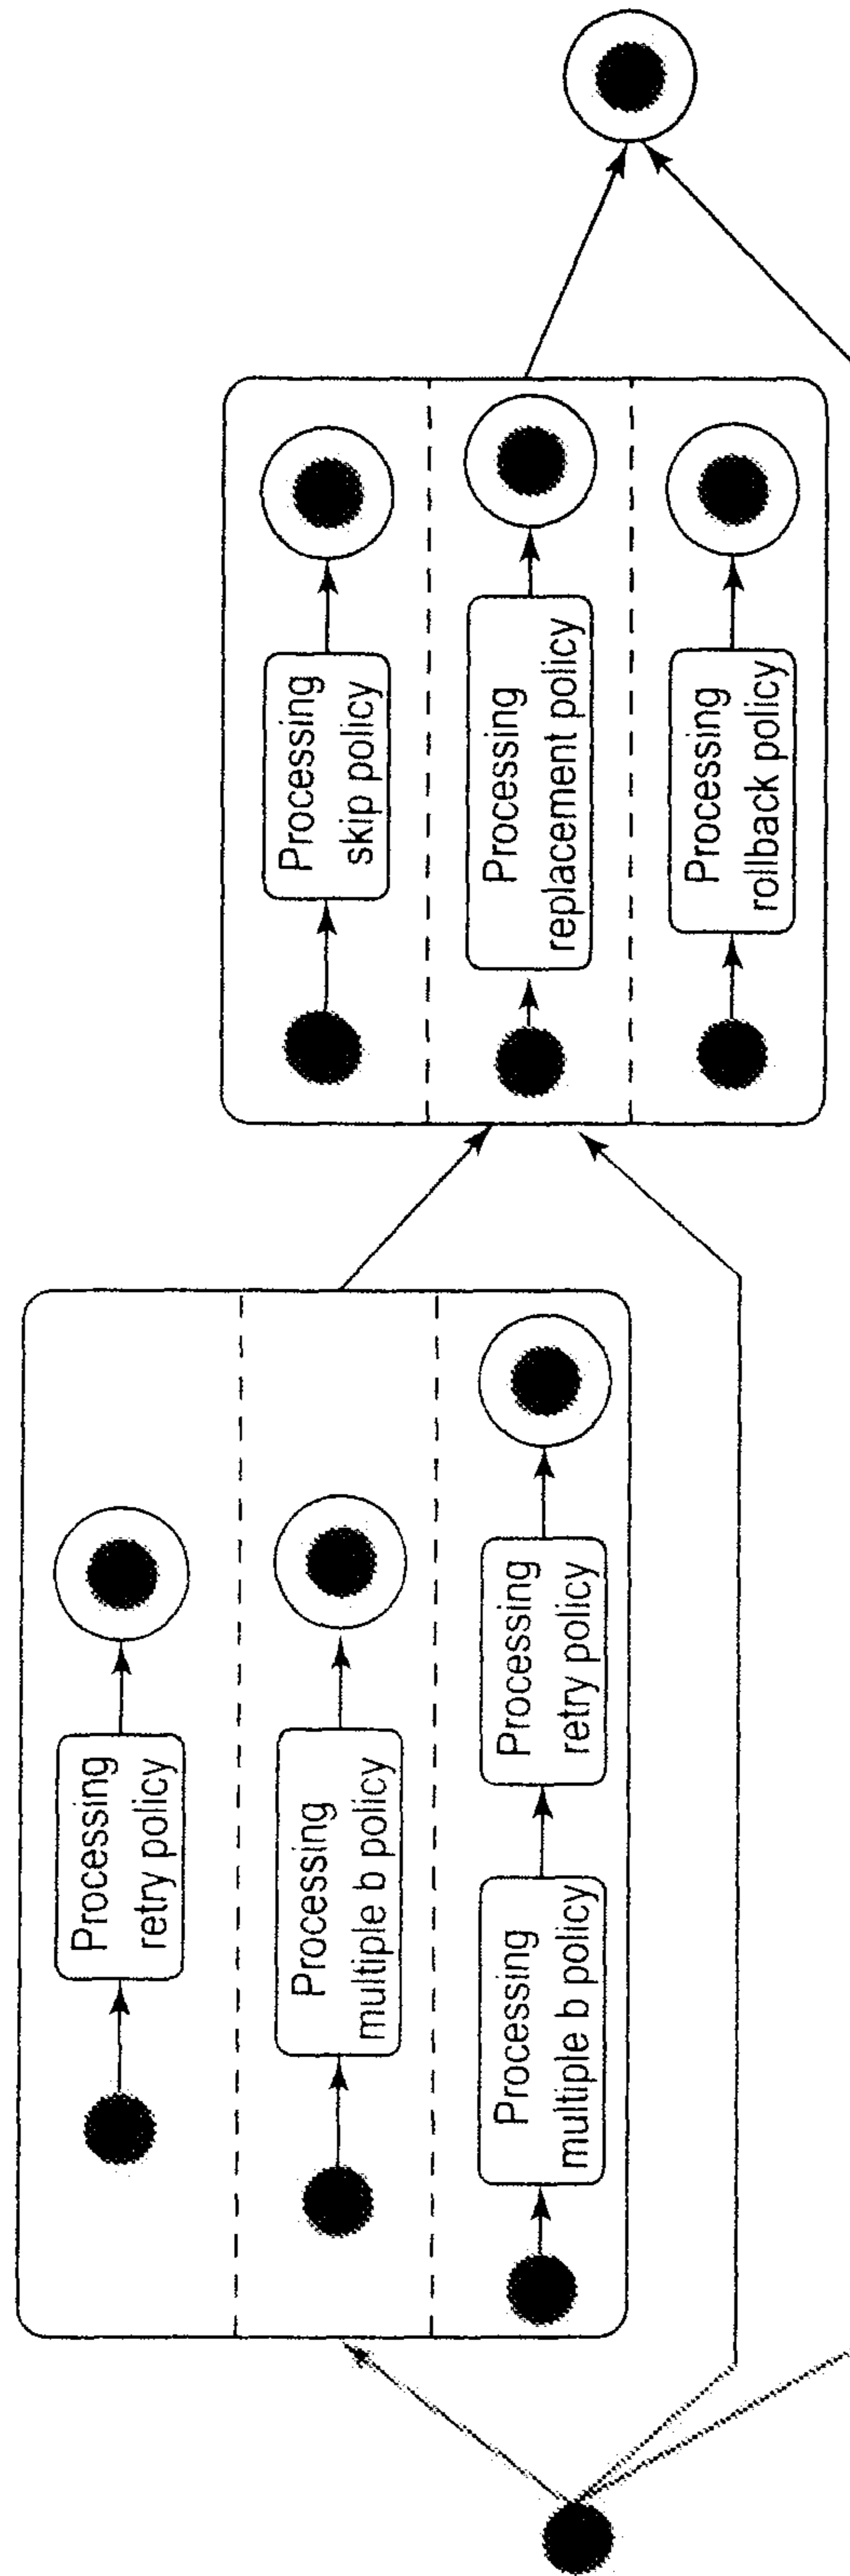 Processing
retry policy
Processing
multiple b policy
Processing
multiple b policy
Processing
retry policy
Processing
skip policy
Processing
replacement policy
Processing
rollback policy